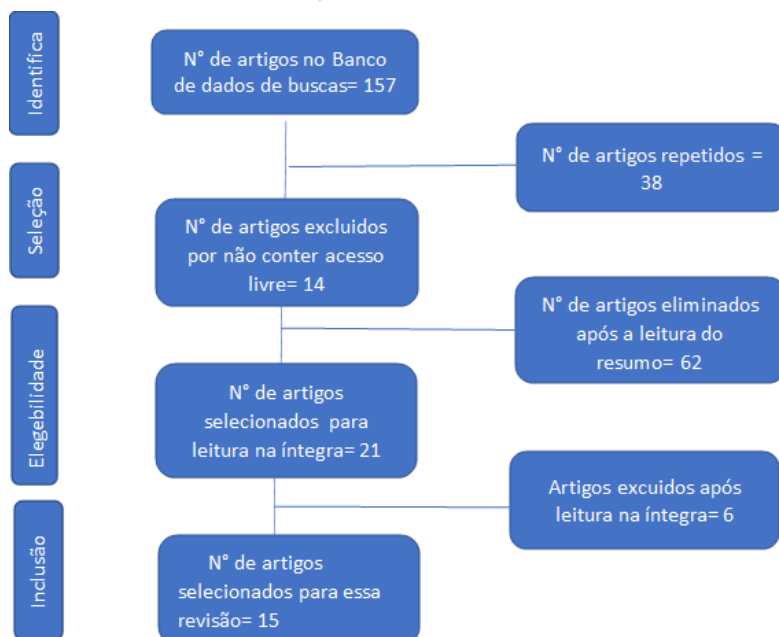 Identifica
N° de artigos no Banco
de dados de buscas= 157
N° de artigos repetidos =
38
Seleção
N° de artigos excluidos
por não conter acesso
livre= 14
N° de artigos eliminados
após a leitura do
resumo= 62
Elegebilidade
N° de artigos
selecionados para
leitura na íntegra= 21
Artigos excuidos após
leitura na íntegra= 6
Inclusão
N° de artigos
selecionados para essa
revisão= 15